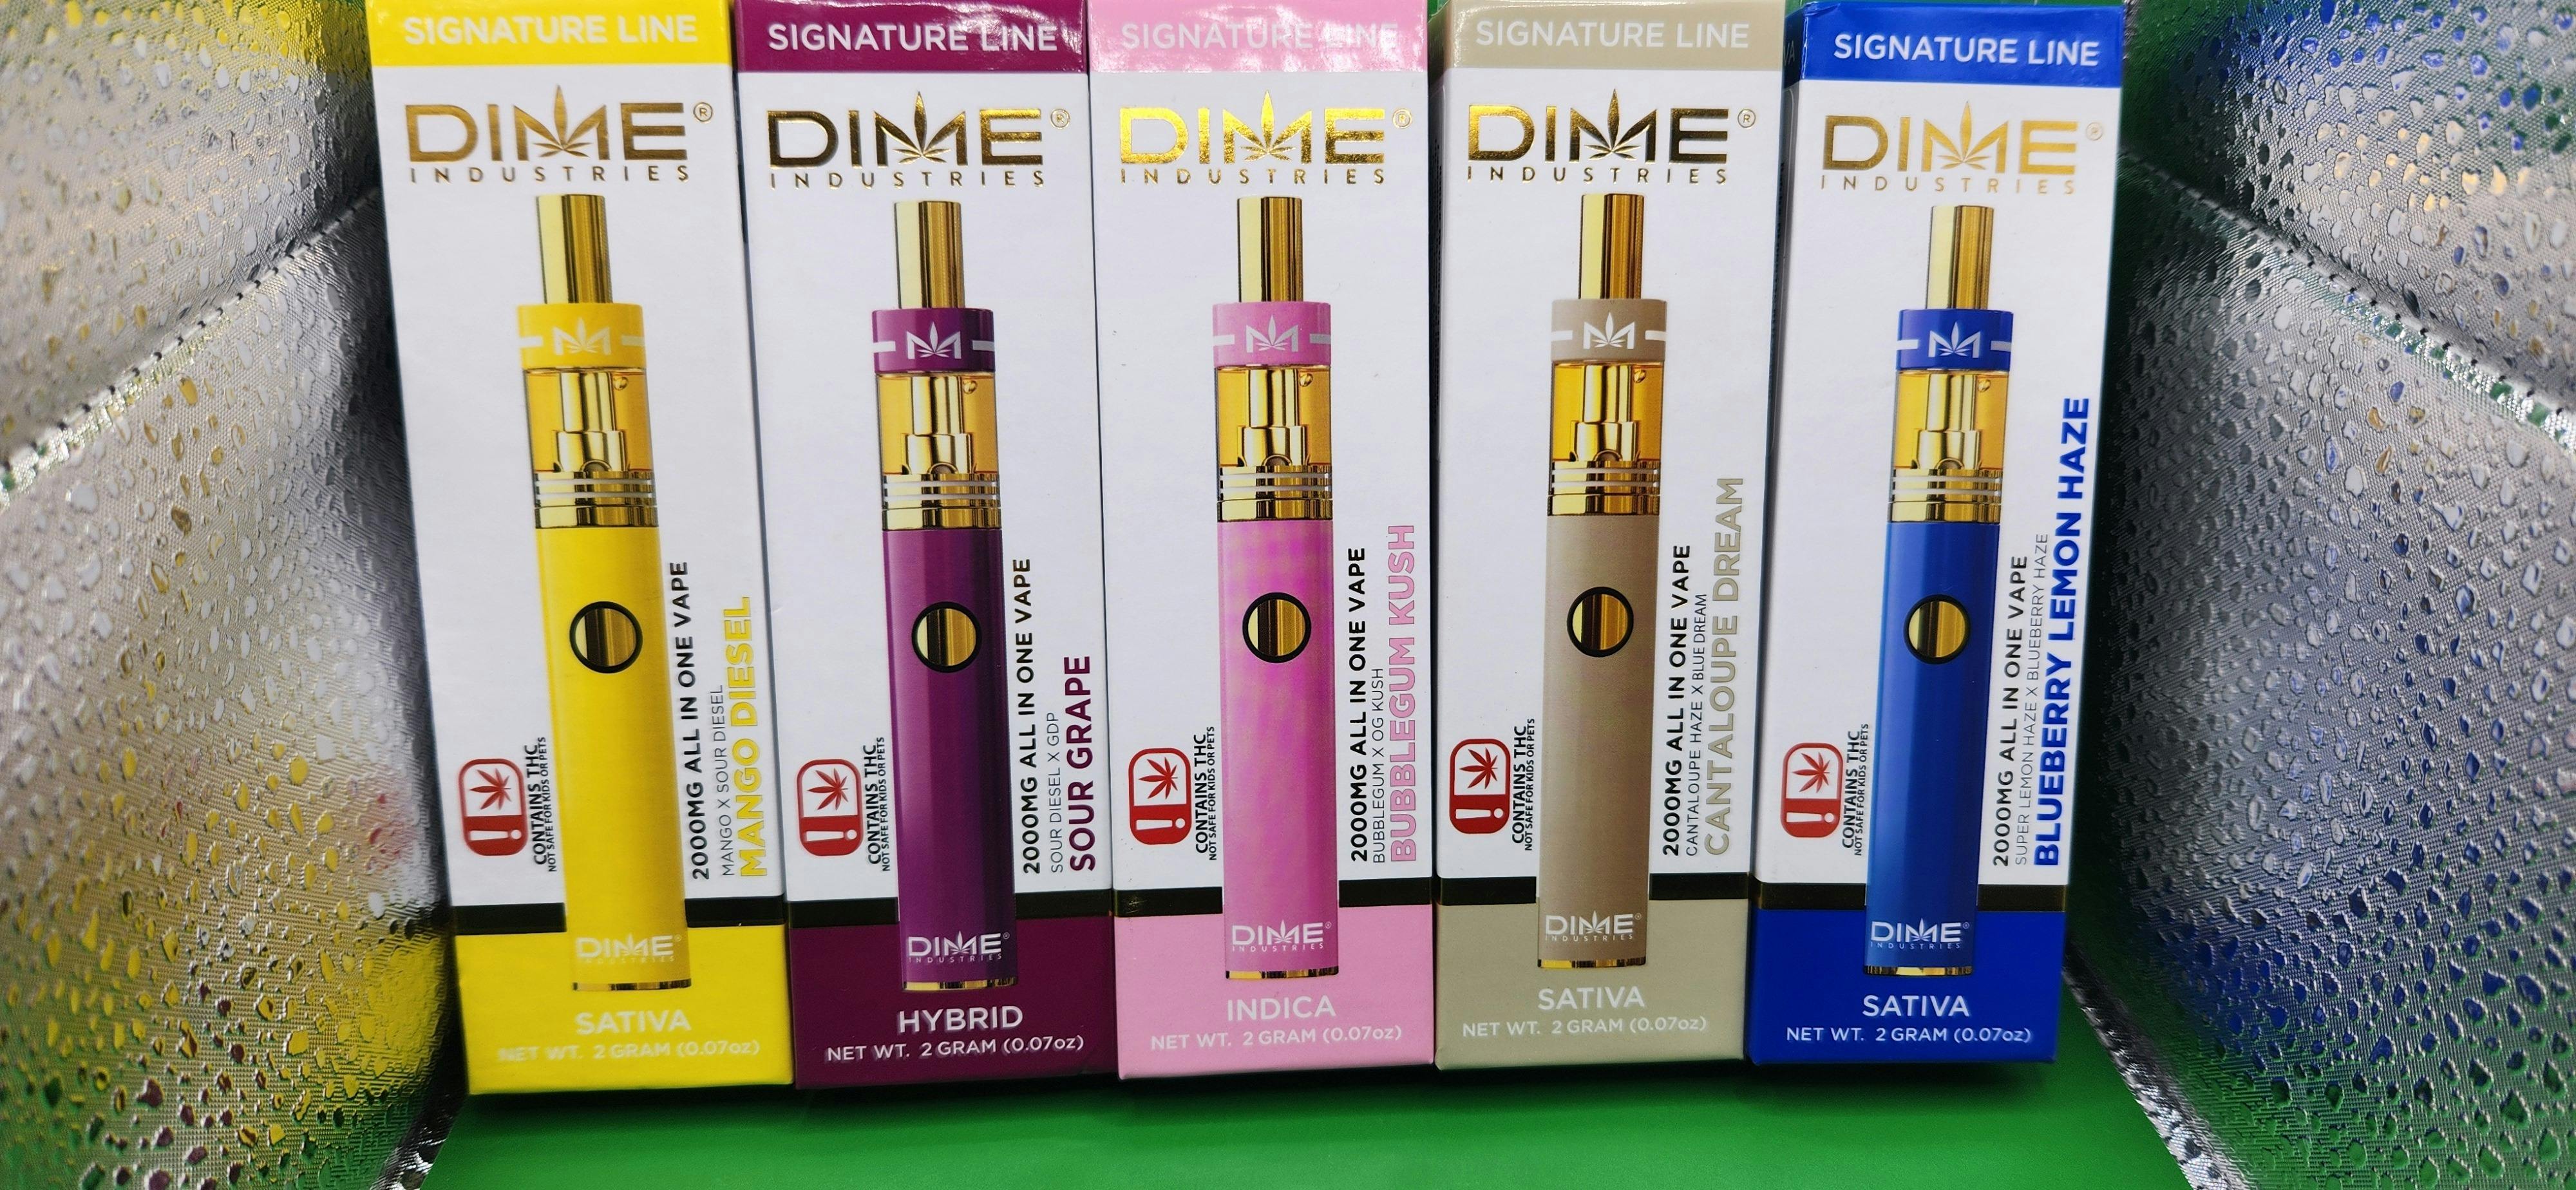 SIGNATURE LINE
DIME®
INDUSTRIES
CONTAINS THC
NOT SAFE FOR KIDS OR PETS
2000MG ALL IN ONE VAPE
MANGO X SOUR DIESEL
MANGO DIESEL
DIME®
INDUSTRIES
SATIVA
NET WT. 2 GRAM (0.07oz)
SIGNATURE LINE
DIME®
INDUSTRIES
CONTAINS THC
NOT SAFE FOR KIDS OR PETS
2000MG ALL IN ONE VAPE
SOUR DIESEL X GDP
SOUR GRAPE
DIME®
INDUSTRIES
HYBRID
NET WT. 2 GRAM (0.07oz)
SIGNATURE LINE
DIME®
INDUSTRIES
CONTAINS THC
NOT SAFE FOR KIDS OR PETS
2000MG ALL IN ONE VAPE
BUBBLEGUM X OG KUSH
BUBBLEGUM KUSH
DIME®
INDUSTRIES
INDICA
NET WT. 2 GRAM (0.07oz)
SIGNATURE LINE
DIME®
INDUSTRIES
CONTAINS THC
NOT SAFE FOR KIDS OR PETS
2000MG ALL IN ONE VAPE
CANTALOUPE HAZE X BLUE DREAM
CANTALOUPE DREAM
DIME®
INDUSTRIES
SATIVA
NET WT. 2 GRAM (0.07oz)
SIGNATURE LINE
DIME®
INDUSTRIES
CONTAINS THC
NOT SAFE FOR KIDS OR PETS
2000MG ALL IN ONE VAPE
SUPER LEMON HAZE X BLUEBERRY HAZE
BLUEBERRY LEMON HAZE
DIME®
INDUSTRIES
SATIVA
NET WT. 2 GRAM (0.07oz)